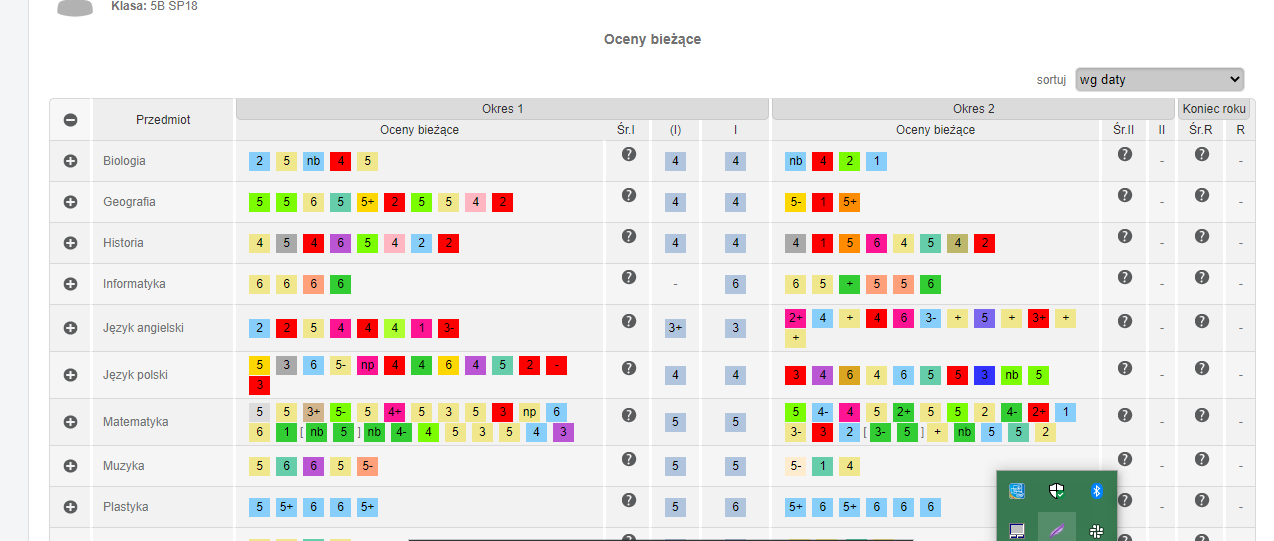 Klasa: 5B SP18
Oceny bieżące
sortuj wg daty
Przedmiot Okres 1 Okres 2 Koniec roku
Oceny bieżące Śr.I (I) I Oceny bieżące Śr.II II Śr.R R
Biologia 2 5 nb 4 5 ? 4 4 nb 4 2 1 ? - ? -
Geografia 5 5 6 5 5+ 2 5 5 4 2 ? 4 4 5- 1 5+ ? - ? -
Historia 4 5 4 6 5 4 2 2 ? 4 4 4 1 5 6 4 5 4 2 ? - ? -
Informatyka 6 6 6 6 ? - 6 6 5 + 5 5 6 ? - ? -
Język angielski 2 2 5 4 4 4 1 3- ? 3+ 3 2+ 4 + 4 6 3- + 5 + 3+ + ? - ? -
+
Język polski 5 3 6 5- np 4 4 6 4 5 2 - ? 4 4 3 4 6 4 6 5 5 3 nb 5 ? - ? -
3
Matematyka 5 5 3+ 5- 5 4+ 5 3 5 3 np 6 ? 5 5 5 4- 4 5 2+ 5 5 2 4- 2+ 1 ? - ? -
6 1 [ nb 5 ] nb 4- 4 5 3 5 4 3 3- 3 2 [ 3- 5 ] + nb 5 5 2
Muzyka 5 6 6 5 5- ? 5 5 5- 1 4 ? - ? -
Plastyka 5 5+ 6 6 5+ ? 5 6 5+ 6 5+ 6 6 6 ? - ? -